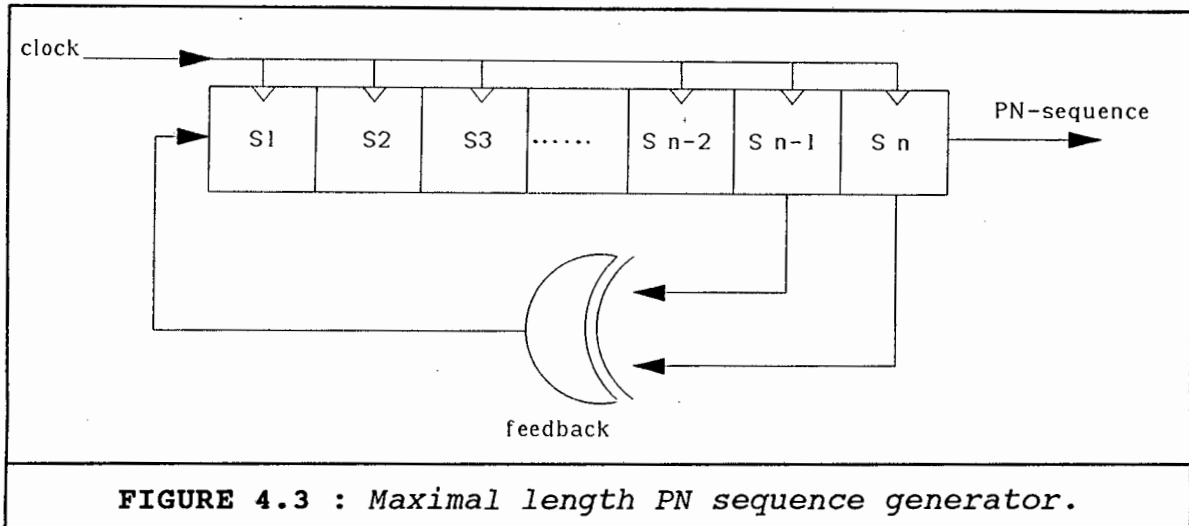 clock
PN-sequence
S1 S2 S3 ...... S n-2 S n-1 S n
feedback
FIGURE 4.3 : Maximal length PN sequence generator.